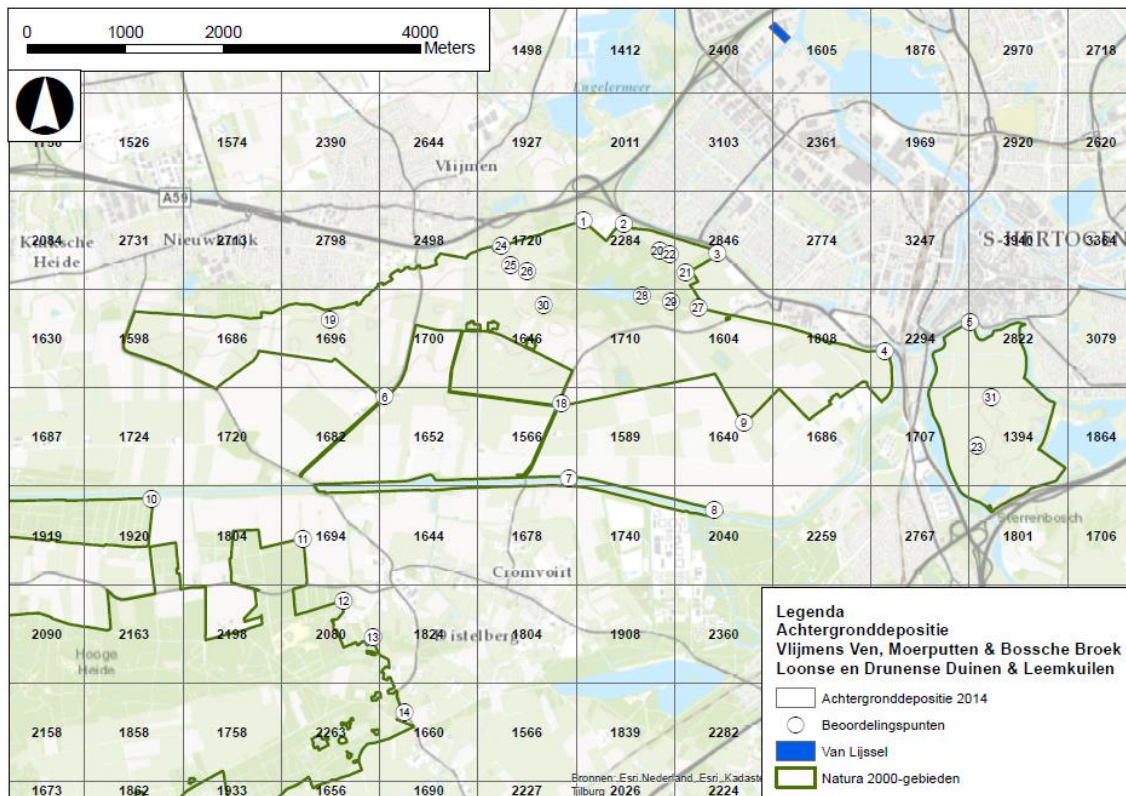 0 1000 2000 4000
Meters
1498 1412 2408 1605 1876 2970 2718
Engelermeer
1526 1574 2390 2644 1927 2011 3103 2361 1969 2920 2620
Vlijmen
A59
1 2
2084 2731 2713 2798 2498 24 1720 2284 20 22 2846 3 2774 3247 3940 3364
Nieuwkuijk
'S-HERTOGEN
Heide
25 26 21
28 29 27
30
19 5
1630 1598 1686 1696 1700 1646 1710 1604 1808 4 2294 2822 3079
6 18 31
9
1687 1724 1720 1682 1652 1566 1589 1640 1686 1707 23 1394 1864
7
10 8
Sterrenbosch
1919 1920 1804 11 1694 1644 1678 1740 2040 2259 2767 1801 1706
Cromvoirt
12
2090 2163 2198 2080 13 1824 1804 1908 2360
Distelberg
Hooge
Heide
14
2158 1858 1758 2263 1660 1566 1839 2282
Bronnen: Esri Nederland, Esri, Kadaste
Tilburg
1673 1862 1933 1656 1690 2227 2026 2224
Legenda
Achtergronddepositie
Vlijmens Ven, Moerputten & Bossche Broek
Loonse en Drunense Duinen & Leemkuilen
Achtergronddepositie 2014
Beoordelingspunten
Van Lijssel
Natura 2000-gebieden